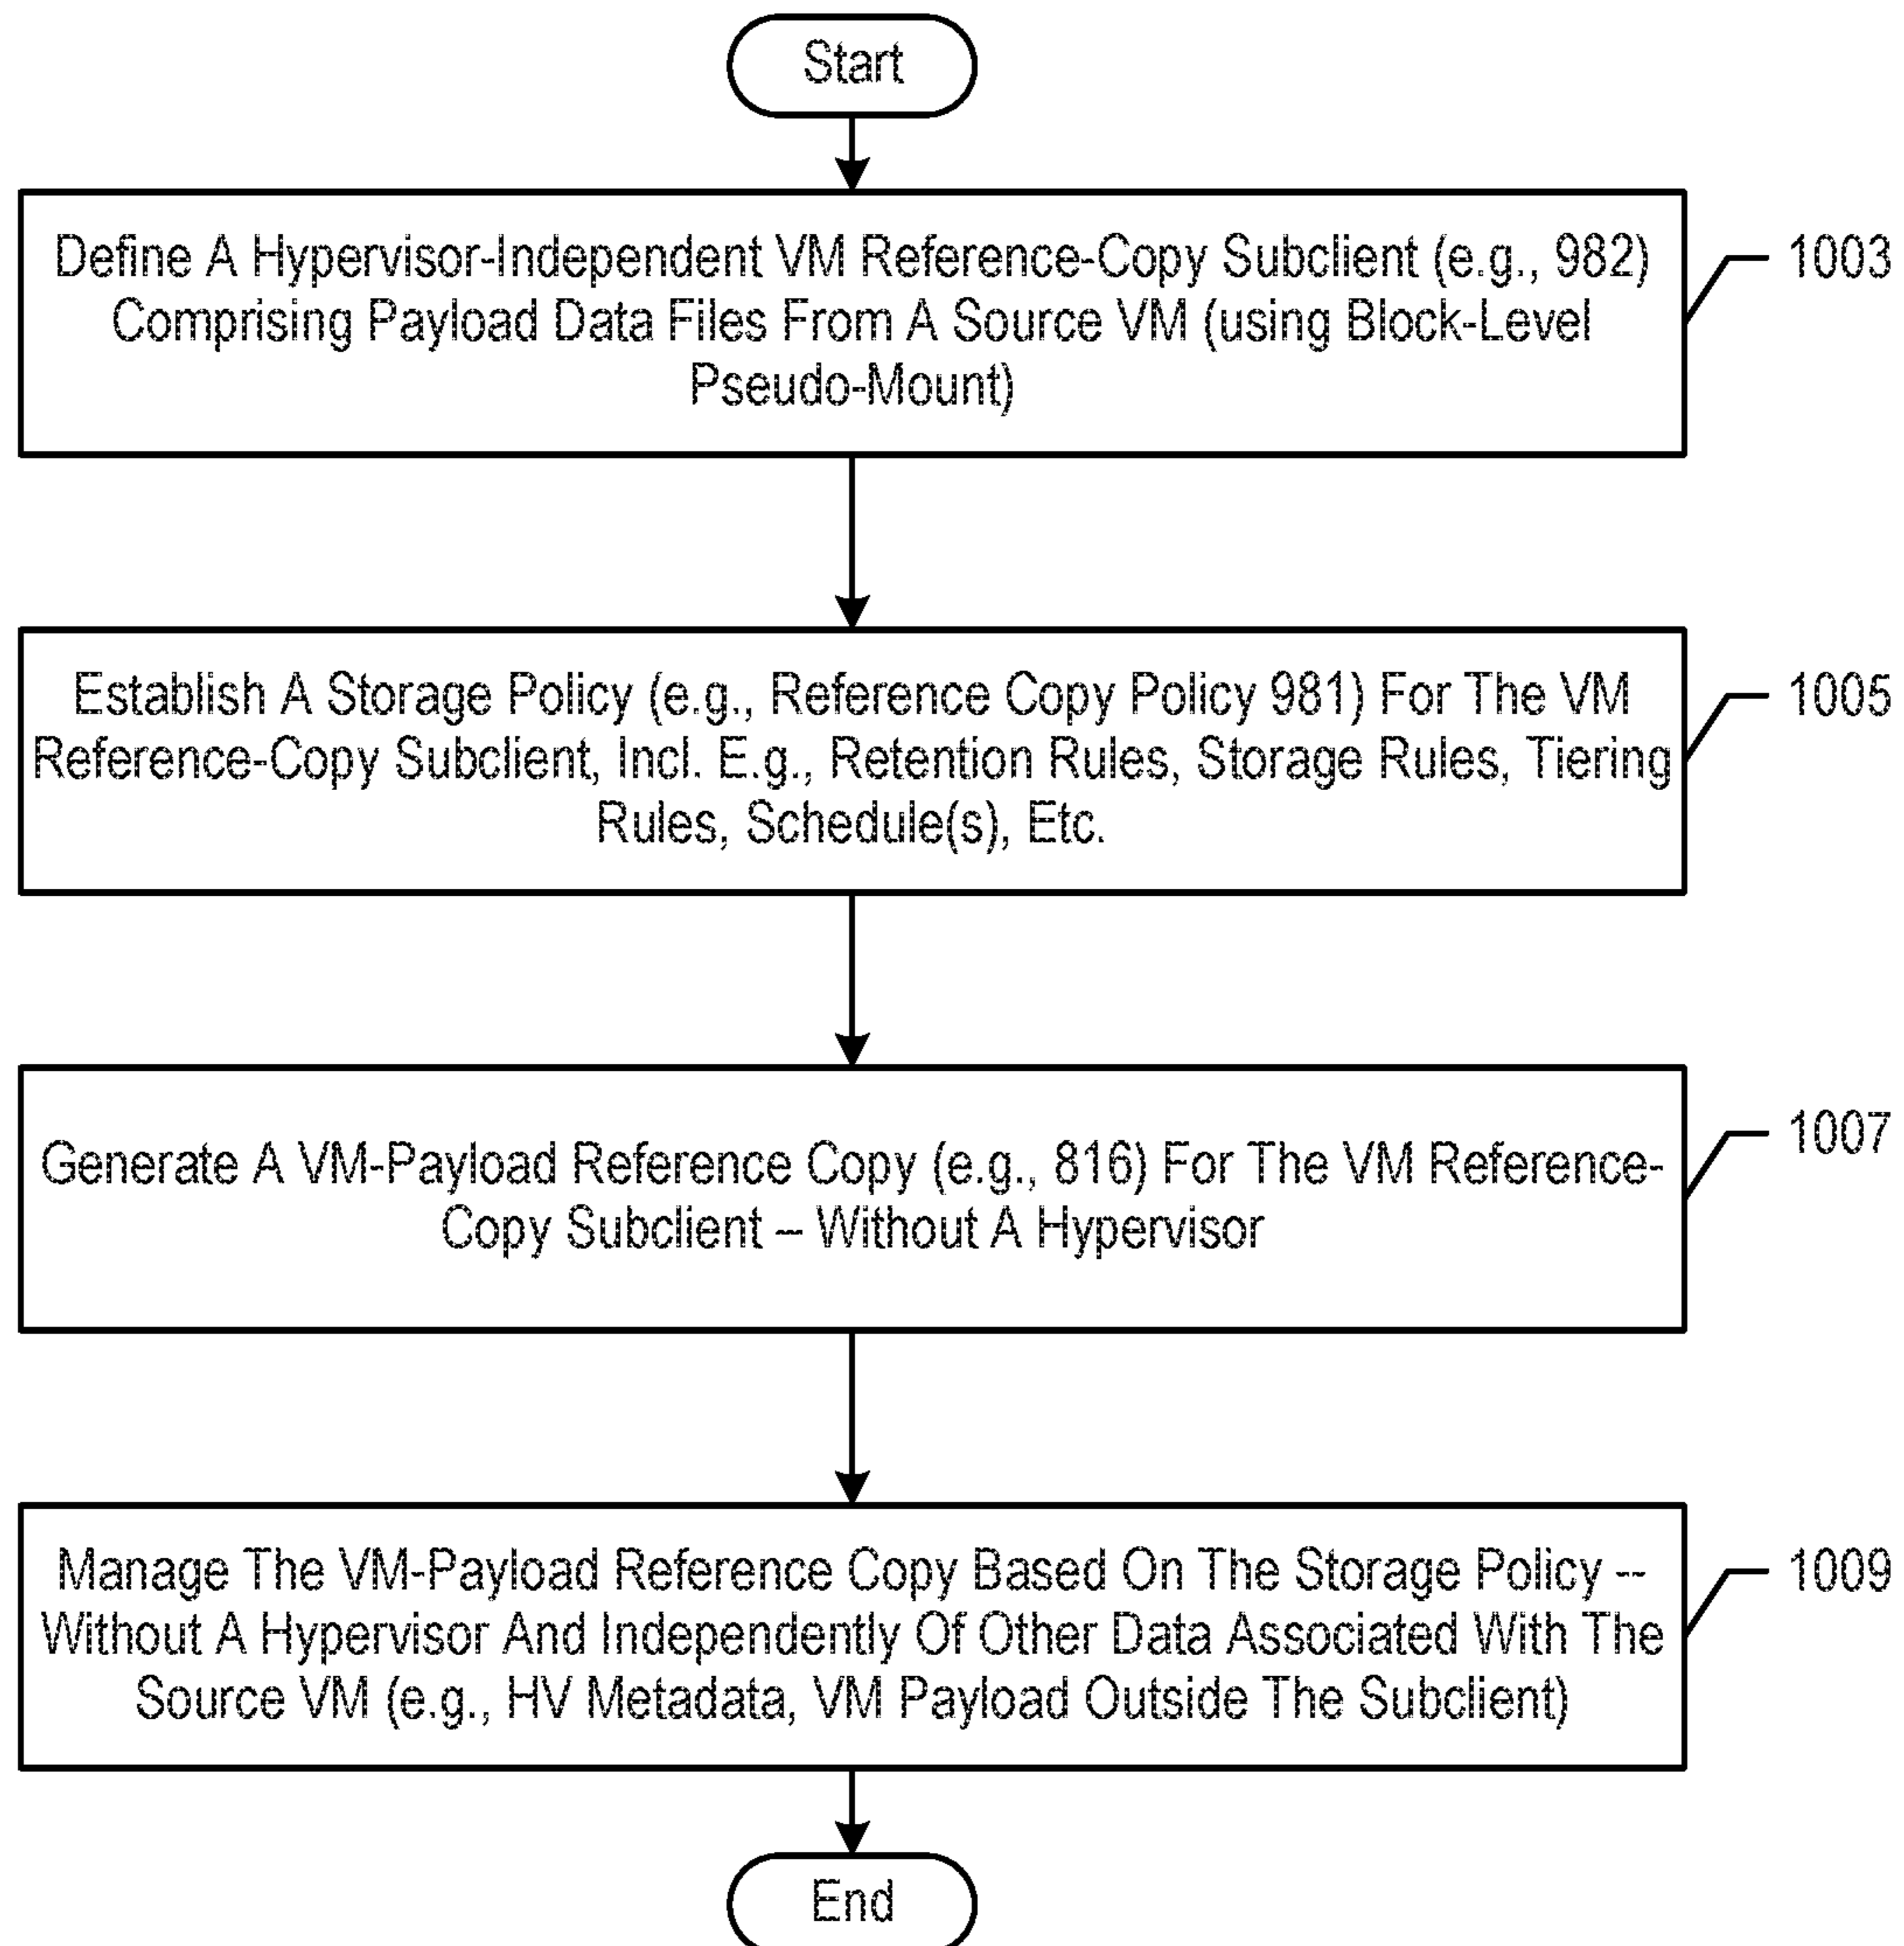 Start
Define A Hypervisor-Independent VM Reference-Copy Subclient (e.g., 982)
Comprising Payload Data Files From A Source VM (using Block-Level
Pseudo-Mount)
1003
Establish A Storage Policy (e.g., Reference Copy Policy 981) For The VM
Reference-Copy Subclient, Incl. E.g., Retention Rules, Storage Rules, Tiering
Rules, Schedule(s), Etc.
1005
Generate A VM-Payload Reference Copy (e.g., 816) For The VM Reference-
Copy Subclient -- Without A Hypervisor
1007
Manage The VM-Payload Reference Copy Based On The Storage Policy --
Without A Hypervisor And Independently Of Other Data Associated With The
Source VM (e.g., HV Metadata, VM Payload Outside The Subclient)
1009
End